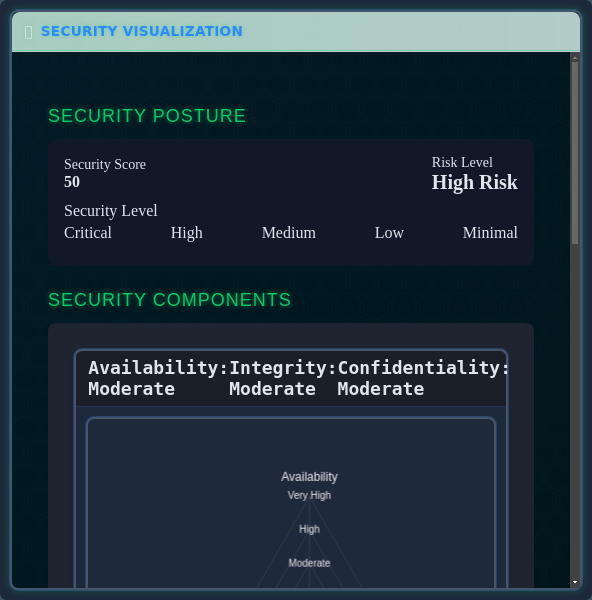 SECURITY VISUALIZATION
SECURITY POSTURE
Security Score
50
Risk Level
High Risk
Security Level
Critical High Medium Low Minimal
SECURITY COMPONENTS
Availability: Integrity: Confidentiality:
Moderate Moderate Moderate
Availability
Very High
High
Moderate